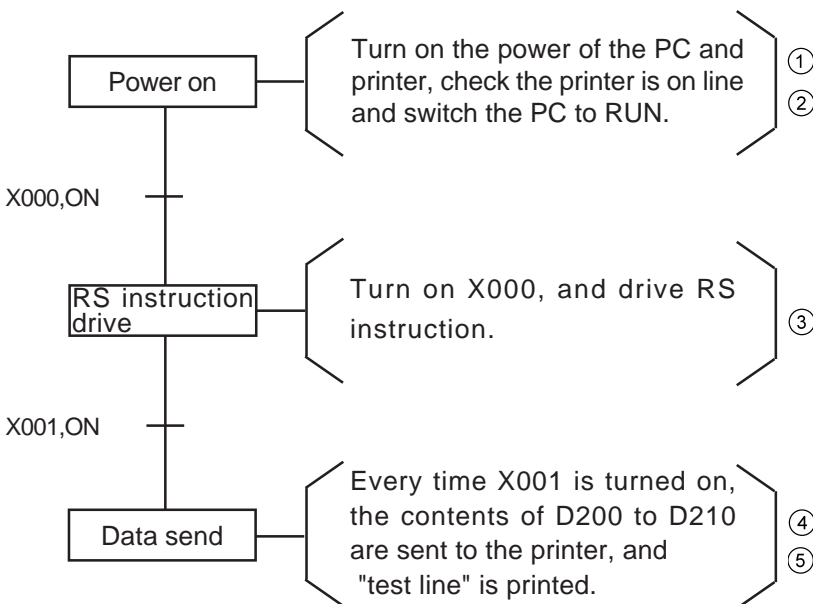 Power on
Turn on the power of the PC and
printer, check the printer is on line
and switch the PC to RUN.
①
②
X000,ON
RS instruction
drive
Turn on X000, and drive RS
instruction.
③
X001,ON
Data send
Every time X001 is turned on,
the contents of D200 to D210
are sent to the printer, and
"test line" is printed.
④
⑤